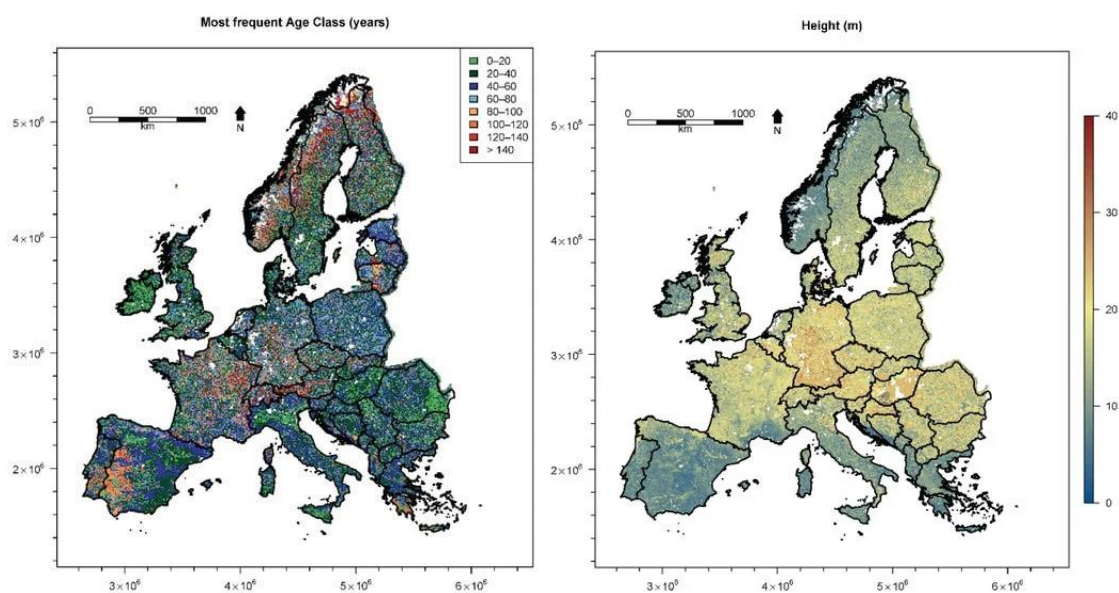 Most frequent Age Class (years)
0–20
20–40
40–60
60–80
80–100
100–120
120–140
> 140
0 500 1000
km
N
5×10⁶
4×10⁶
3×10⁶
2×10⁶
3×10⁶ 4×10⁶ 5×10⁶ 6×10⁶
Height (m)
0 500 1000
km
N
5×10⁶
4×10⁶
3×10⁶
2×10⁶
3×10⁶ 4×10⁶ 5×10⁶ 6×10⁶
40
30
20
10
0